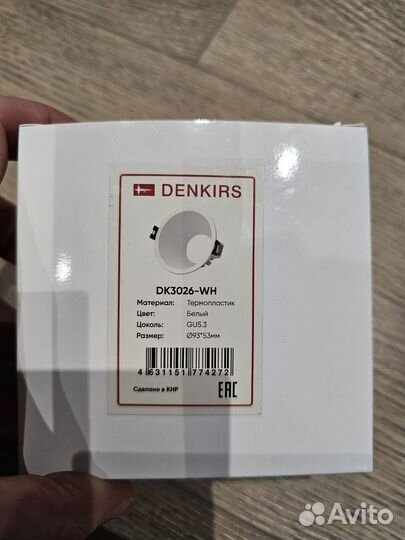 DENKIRS
DK3026-WH
Материал: Термопластик
Цвет: Белый
Цоколь: GU5.3
Размер: Ø93*53мм
4 631151 774272
Сделано в КНР
EAC
Avito